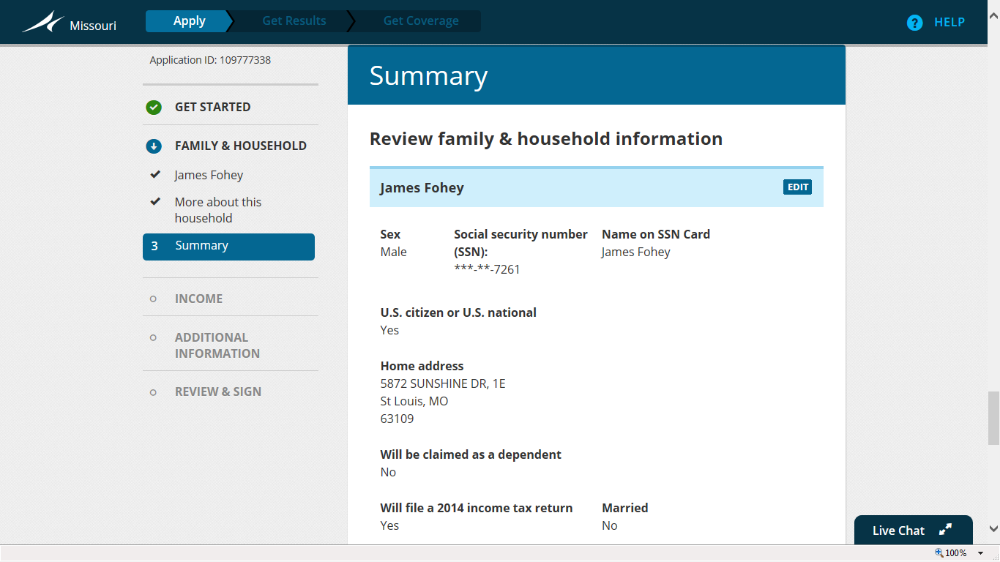 Missouri
Apply
Get Results
Get Coverage
? HELP
Application ID: 109777338
GET STARTED
FAMILY & HOUSEHOLD
James Fohey
More about this
household
3 Summary
INCOME
ADDITIONAL
INFORMATION
REVIEW & SIGN
Summary
Review family & household information
James Fohey
EDIT
Sex
Male
Social security number
(SSN):
***-**-7261
Name on SSN Card
James Fohey
U.S. citizen or U.S. national
Yes
Home address
5872 SUNSHINE DR, 1E
St Louis, MO
63109
Will be claimed as a dependent
No
Will file a 2014 income tax return
Yes
Married
No
Live Chat
100%